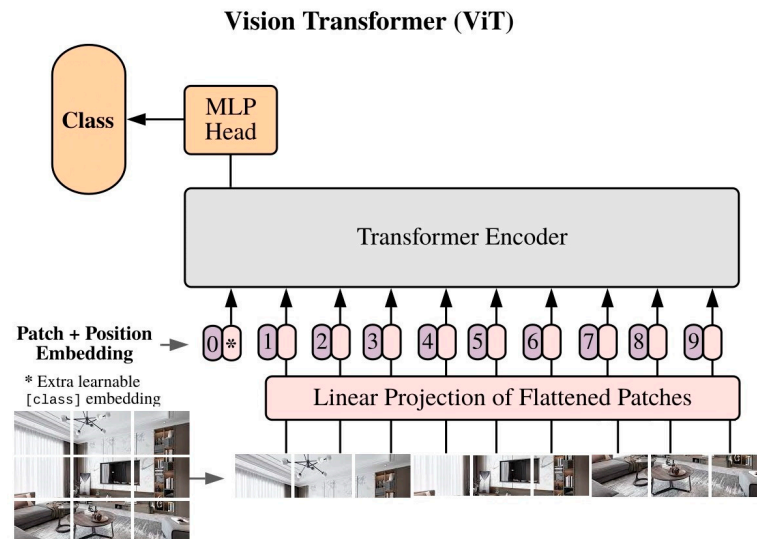 Vision Transformer (ViT)
Class
MLP
Head
Transformer Encoder
Patch + Position
Embedding
0 * 1 2 3 4 5 6 7 8 9
* Extra learnable
[class] embedding
Linear Projection of Flattened Patches